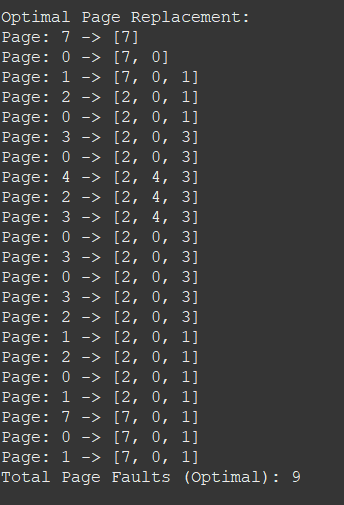 Optimal Page Replacement:
Page: 7 -> [7]
Page: 0 -> [7, 0]
Page: 1 -> [7, 0, 1]
Page: 2 -> [2, 0, 1]
Page: 0 -> [2, 0, 1]
Page: 3 -> [2, 0, 3]
Page: 0 -> [2, 0, 3]
Page: 4 -> [2, 4, 3]
Page: 2 -> [2, 4, 3]
Page: 3 -> [2, 4, 3]
Page: 0 -> [2, 0, 3]
Page: 3 -> [2, 0, 3]
Page: 0 -> [2, 0, 3]
Page: 3 -> [2, 0, 3]
Page: 2 -> [2, 0, 3]
Page: 1 -> [2, 0, 1]
Page: 2 -> [2, 0, 1]
Page: 0 -> [2, 0, 1]
Page: 1 -> [2, 0, 1]
Page: 7 -> [7, 0, 1]
Page: 0 -> [7, 0, 1]
Page: 1 -> [7, 0, 1]
Total Page Faults (Optimal): 9